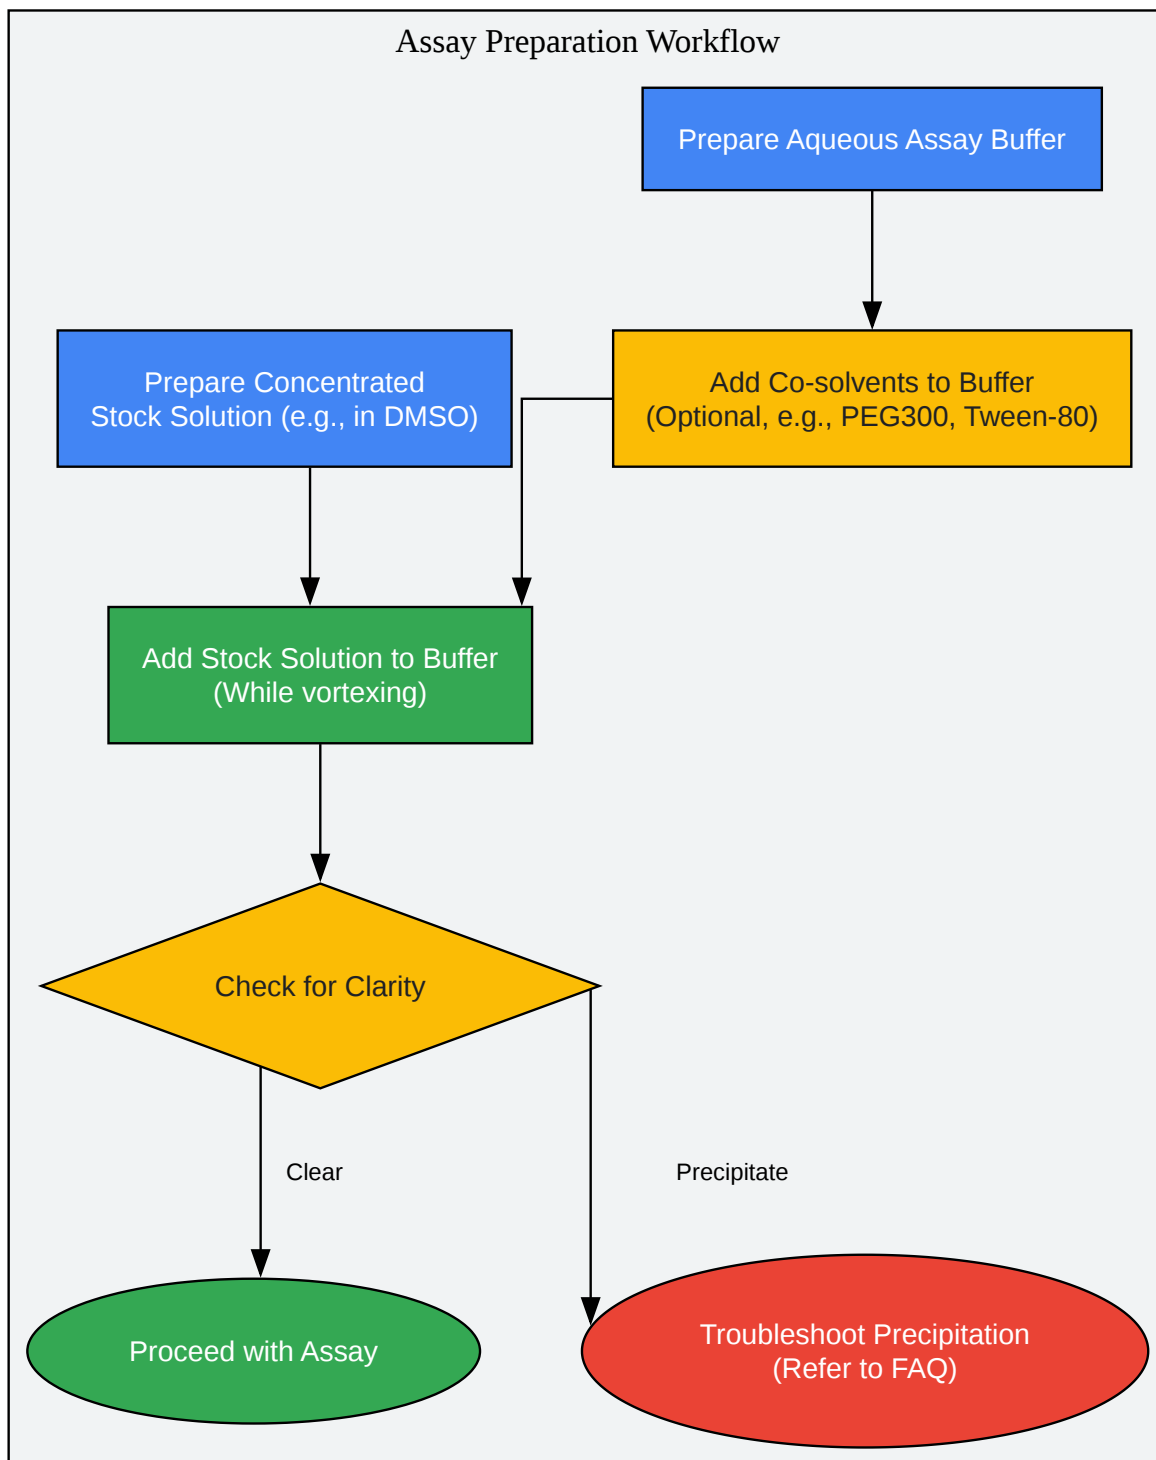 Assay Preparation Workflow
Prepare Aqueous Assay Buffer
Prepare Concentrated
Stock Solution (e.g., in DMSO)
Add Co-solvents to Buffer
(Optional, e.g., PEG300, Tween-80)
Add Stock Solution to Buffer
(While vortexing)
Check for Clarity
Clear
Precipitate
Proceed with Assay
Troubleshoot Precipitation
(Refer to FAQ)